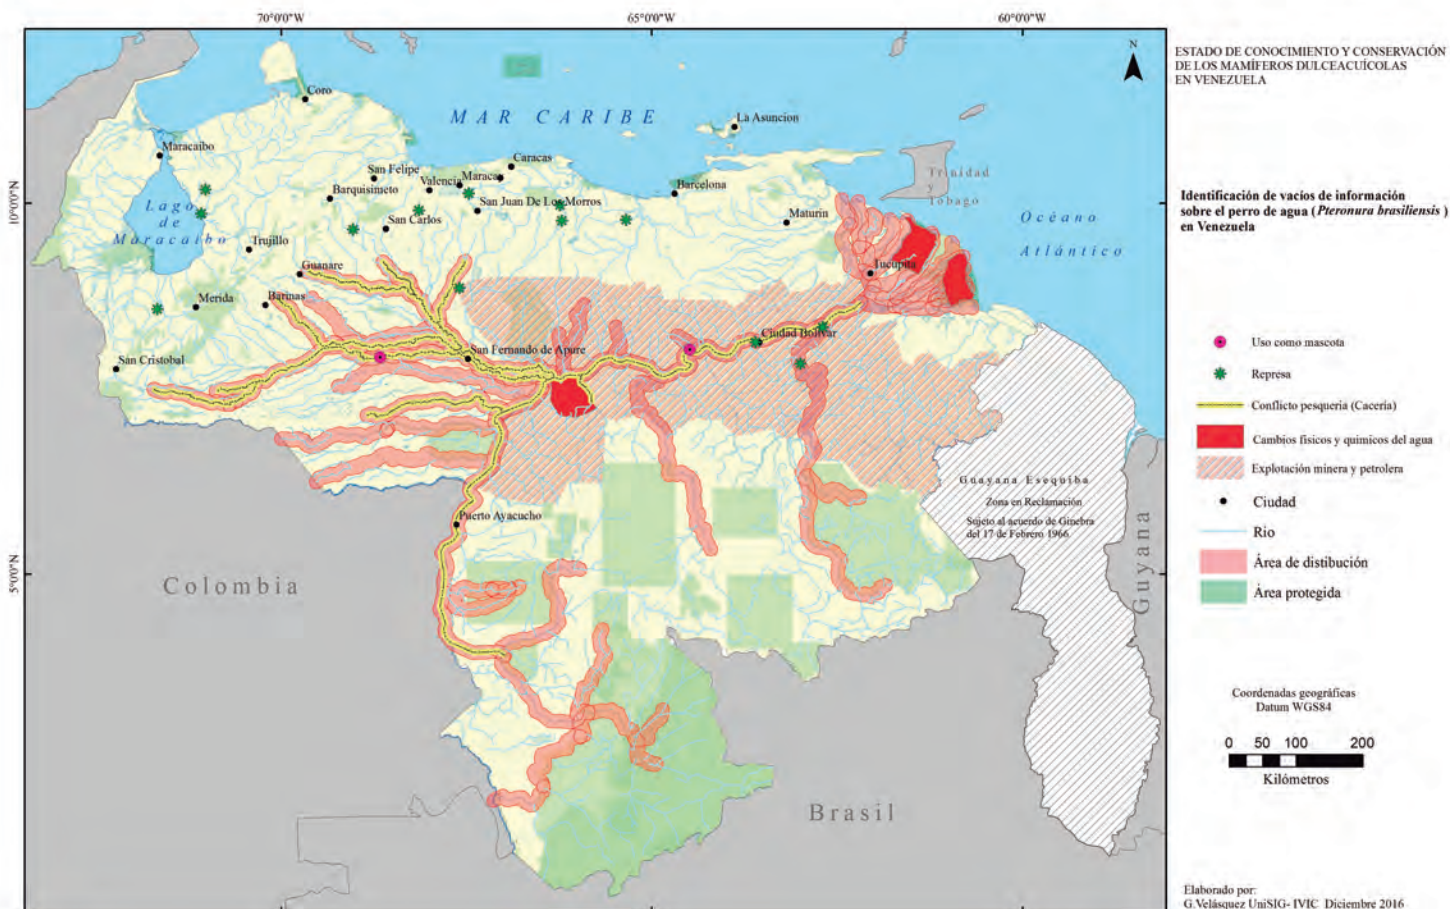 70°0'0"W
65°0'0"W
60°0'0"W
10°0'0"N
5°0'0"N
N
ESTADO DE CONOCIMIENTO Y CONSERVACIÓN
DE LOS MAMÍFEROS DULCEACUÍCOLAS
EN VENEZUELA
Identificación de vacíos de información
sobre el perro de agua (Pteronura brasiliensis)
en Venezuela
Uso como mascota
Represa
Conflicto pesqueria (Cacería)
Cambios físicos y químicos del agua
Explotación minera y petrolera
Ciudad
Rio
Área de distibución
Área protegida
Coordenadas geográficas
Datum WGS84
0 50 100 200
Kilómetros
Elaborado por:
G.Velásquez UniSIG- IVIC Diciembre 2016
MAR CARIBE
Océano
Atlántico
Trinidad
y
Tobago
Coro
La Asuncion
Maracaibo
Caracas
San Felipe
Maracay
Valencia
Barquisimeto
Barcelona
San Juan De Los Morros
Lago
de
Maracaibo
San Carlos
Maturin
Trujillo
Guanare
Tucupita
Merida
Barinas
Ciudad Bolivar
San Fernando de Apure
San Cristobal
Puerto Ayacucho
Guayana Esequiba
Zona en Reclamación
Sujeto al acuerdo de Ginebra
del 17 de Febrero 1966
Colombia
Guyana
Brasil